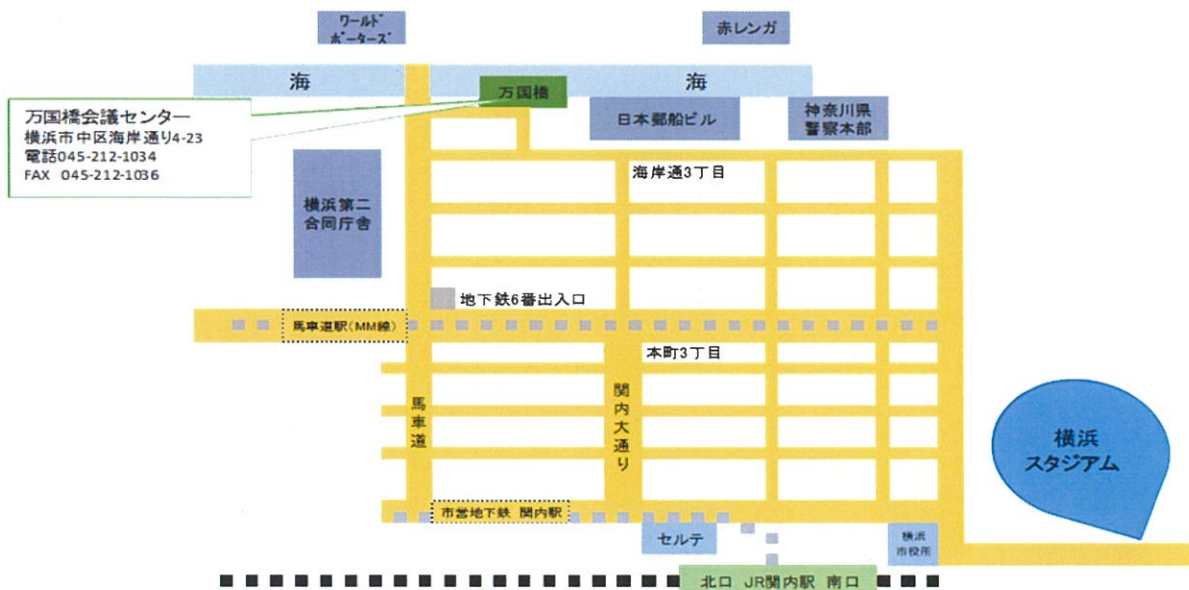 ワールド
ポーターズ
赤レンガ
海
海
万国橋
万国橋会議センター
横浜市中区海岸通り4-23
電話045-212-1034
FAX 045-212-1036
日本郵船ビル
神奈川県
警察本部
海岸通3丁目
横浜第二
合同庁舎
地下鉄6番出入口
馬車道駅(MM線)
本町3丁目
馬車道
関内大通り
横浜
スタジアム
市営地下鉄 関内駅
セルテ
横浜
市役所
北口 JR関内駅 南口